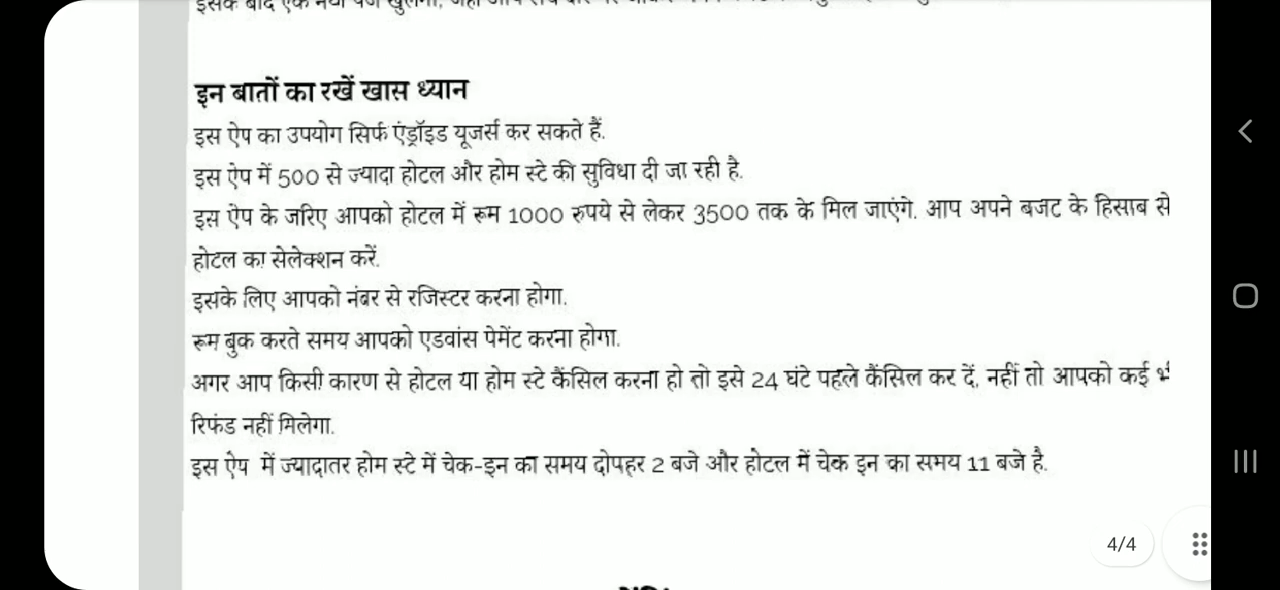 इन बातों का रखें खास ध्यान
इस ऐप का उपयोग सिर्फ एंड्रॉइड यूजर्स कर सकते हैं.
इस ऐप में 500 से ज्यादा होटल और होम स्टे की सुविधा दी जा रही है.
इस ऐप के जरिए आपको होटल में रूम 1000 रुपये से लेकर 3500 तक के मिल जाएंगे. आप अपने बजट के हिसाब से
होटल का सेलेक्शन करें.
इसके लिए आपको नंबर से रजिस्टर करना होगा.
रूम बुक करते समय आपको एडवांस पेमेंट करना होगा.
अगर आप किसी कारण से होटल या होम स्टे कैंसिल करना हो तो इसे 24 घंटे पहले कैंसिल कर दें, नहीं तो आपको कई
रिफंड नहीं मिलेगा.
इस ऐप में ज्यादातर होम स्टे में चेक-इन का समय दोपहर 2 बजे और होटल में चेक इन का समय 11 बजे है.
4/4